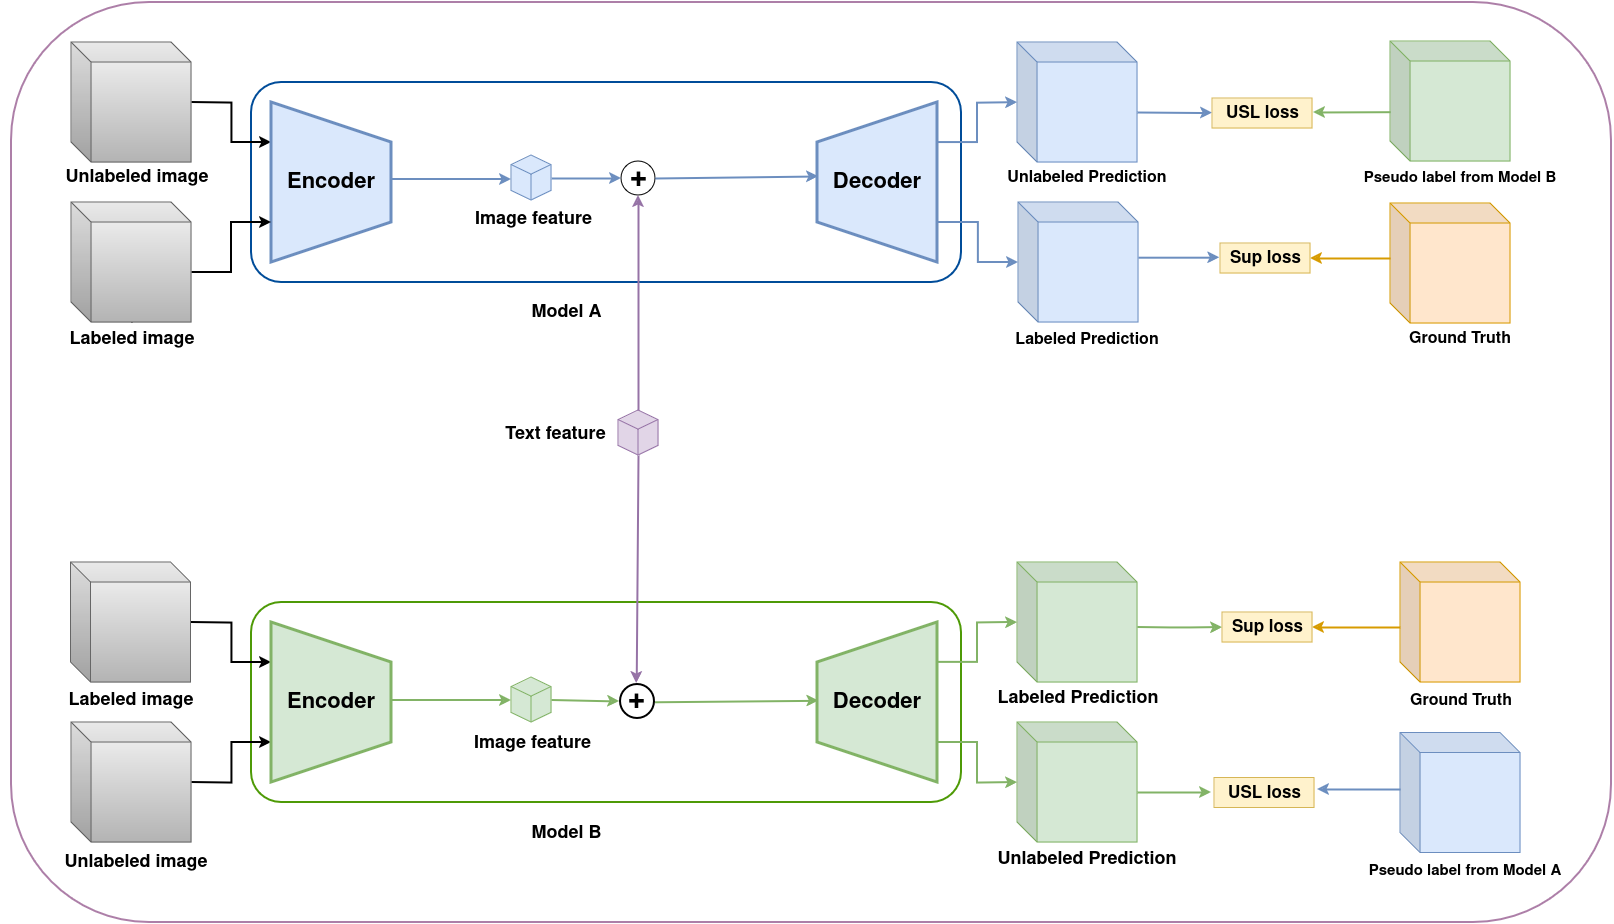 Unlabeled image
Labeled image
Encoder
Image feature
+
Decoder
Model A
Unlabeled Prediction
USL loss
Pseudo label from Model B
Labeled Prediction
Sup loss
Ground Truth
Text feature
Labeled image
Unlabeled image
Encoder
Image feature
+
Decoder
Model B
Labeled Prediction
Sup loss
Ground Truth
Unlabeled Prediction
USL loss
Pseudo label from Model A